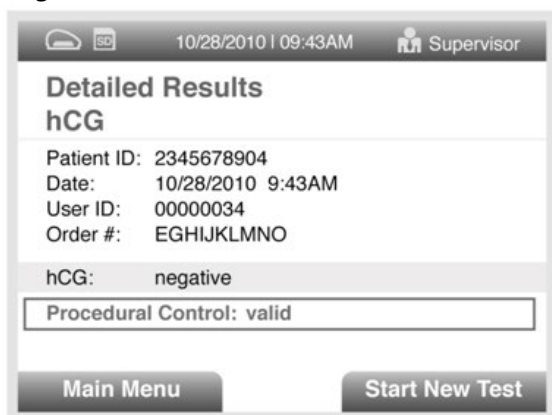 SD 10/28/2010 | 09:43AM Supervisor
Detailed Results
hCG
Patient ID: 2345678904
Date: 10/28/2010 9:43AM
User ID: 00000034
Order #: EGHIJKLMNO
hCG: negative
Procedural Control: valid
Main Menu Start New Test